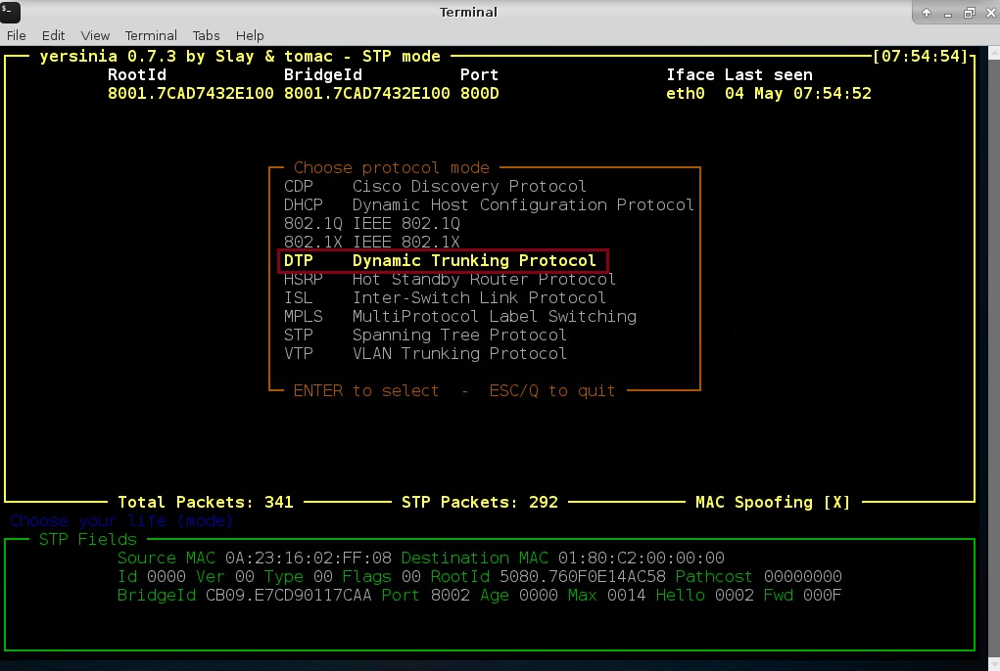 Terminal
File Edit View Terminal Tabs Help
yersinia 0.7.3 by Slay & tomac - STP mode [07:54:54]
RootId BridgeId Port Iface Last seen
8001.7CAD7432E100 8001.7CAD7432E100 800D eth0 04 May 07:54:52
Choose protocol mode
CDP Cisco Discovery Protocol
DHCP Dynamic Host Configuration Protocol
802.1Q IEEE 802.1Q
802.1X IEEE 802.1X
DTP Dynamic Trunking Protocol
HSRP Hot Standby Router Protocol
ISL Inter-Switch Link Protocol
MPLS MultiProtocol Label Switching
STP Spanning Tree Protocol
VTP VLAN Trunking Protocol
ENTER to select - ESC/Q to quit
Total Packets: 341 STP Packets: 292 MAC Spoofing [X]
Choose your life (mode)
STP Fields
Source MAC 0A:23:16:02:FF:08 Destination MAC 01:80:C2:00:00:00
Id 0000 Ver 00 Type 00 Flags 00 RootId 5080.760F0E14AC58 Pathcost 00000000
BridgeId CB09.E7CD90117CAA Port 8002 Age 0000 Max 0014 Hello 0002 Fwd 000F